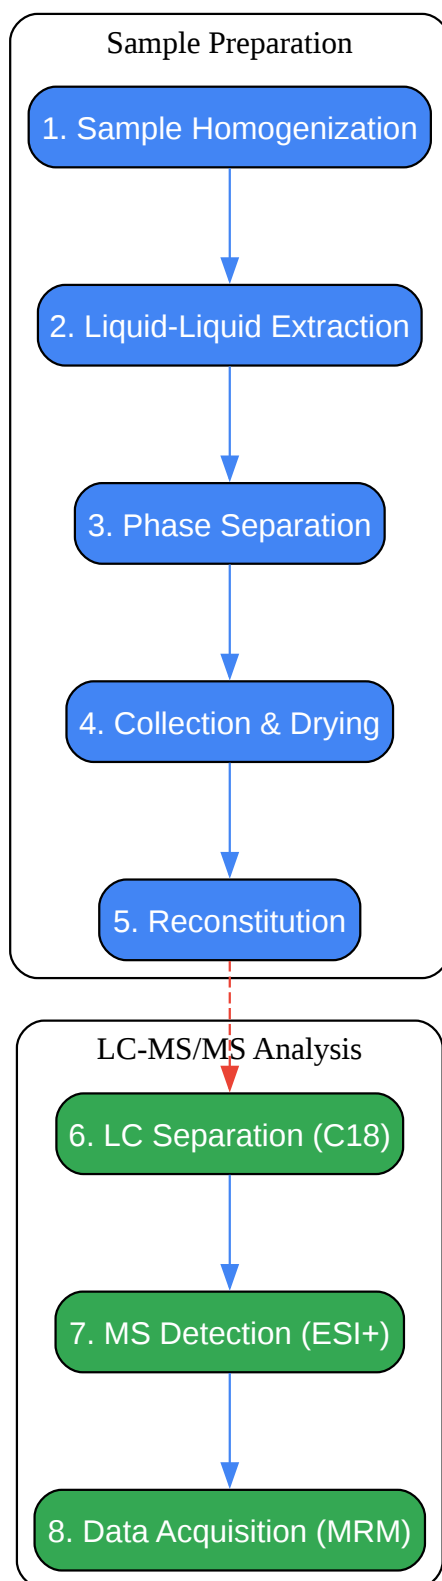 Sample Preparation
1. Sample Homogenization
2. Liquid-Liquid Extraction
3. Phase Separation
4. Collection & Drying
5. Reconstitution
LC-MS/MS Analysis
6. LC Separation (C18)
7. MS Detection (ESI+)
8. Data Acquisition (MRM)